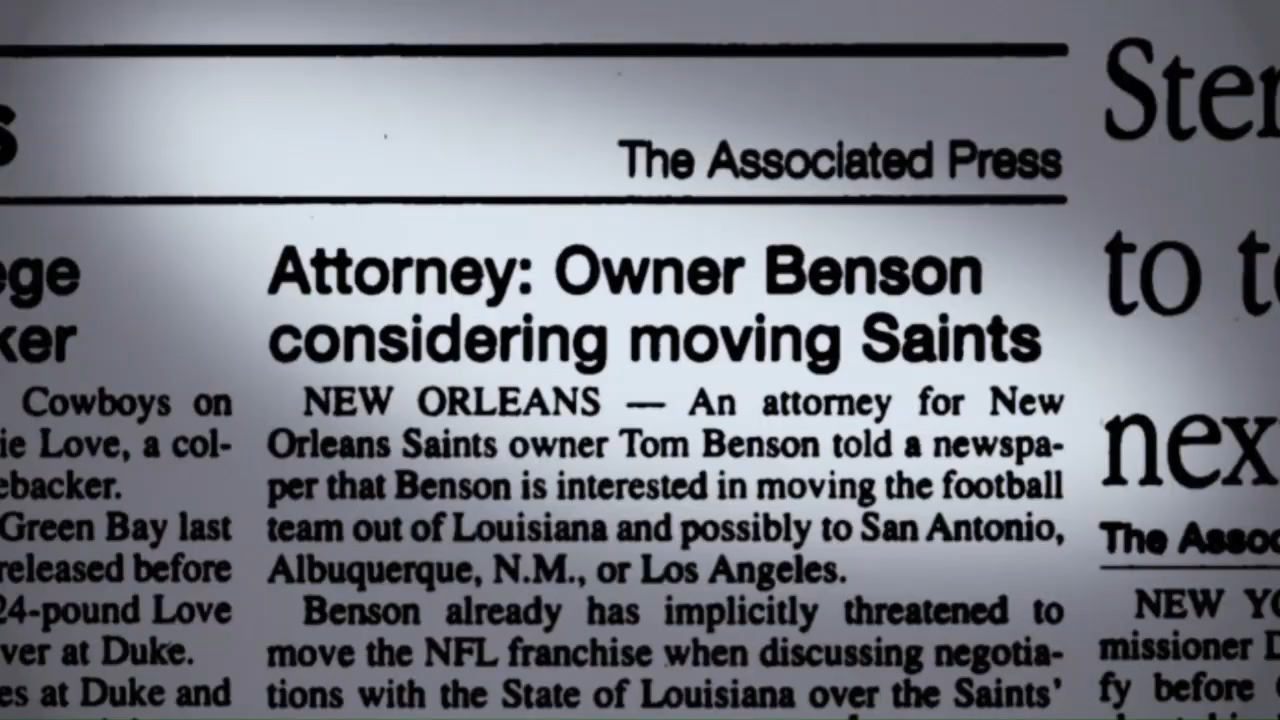 The Associated Press
ege
ker
Cowboys on
ie Love, a col-
ebacker.
Green Bay last
released before
24-pound Love
ver at Duke.
es at Duke and
Attorney: Owner Benson
considering moving Saints
NEW ORLEANS — An attorney for New
Orleans Saints owner Tom Benson told a newspa-
per that Benson is interested in moving the football
team out of Louisiana and possibly to San Antonio,
Albuquerque, N.M., or Los Angeles.
Benson already has implicitly threatened to
move the NFL franchise when discussing negotia-
tions with the State of Louisiana over the Saints'
Ster
to t
nex
The Assoc
NEW YO
missioner D
fy before